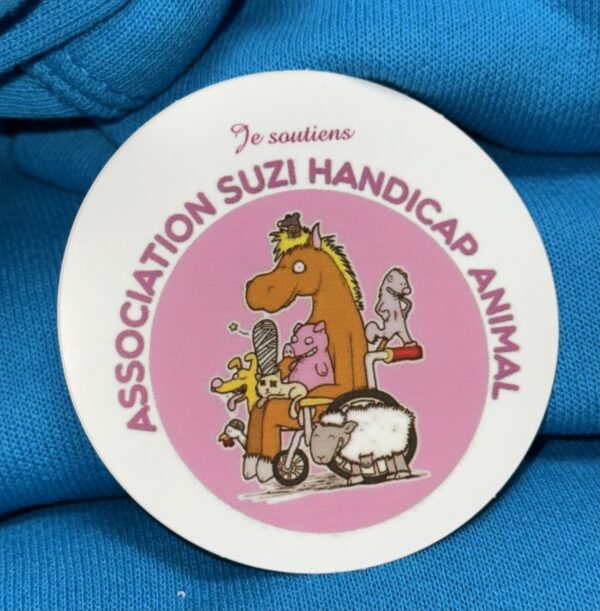 Je soutiens
ASSOCIATION SUZI HANDICAP ANIMAL